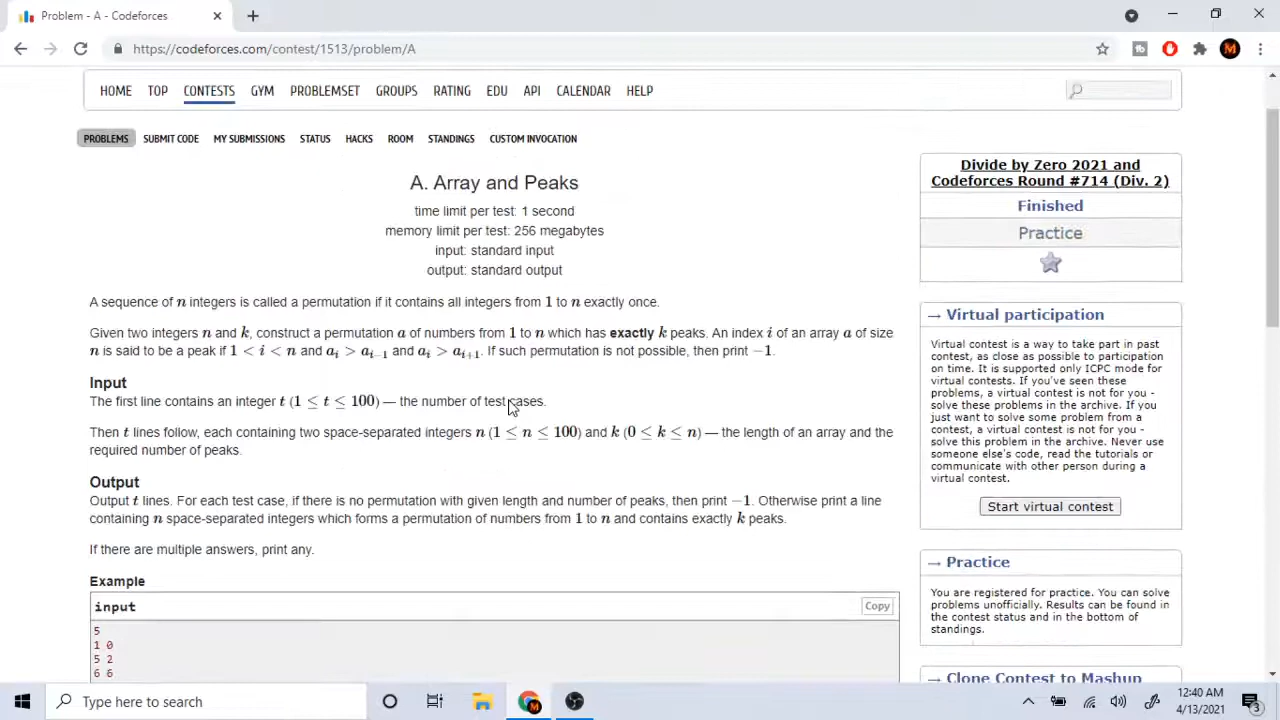 Problem - A - Codeforces
https://codeforces.com/contest/1513/problem/A
HOME TOP CONTESTS GYM PROBLEMSET GROUPS RATING EDU API CALENDAR HELP
PROBLEMS SUBMIT CODE MY SUBMISSIONS STATUS HACKS ROOM STANDINGS CUSTOM INVOCATION
A. Array and Peaks
time limit per test: 1 second
memory limit per test: 256 megabytes
input: standard input
output: standard output
A sequence of n integers is called a permutation if it contains all integers from 1 to n exactly once.
Given two integers n and k, construct a permutation a of numbers from 1 to n which has exactly k peaks. An index i of an array a of size
n is said to be a peak if 1 < i < n and a_i > a_{i-1} and a_i > a_{i+1}. If such permutation is not possible, then print −1.
Input
The first line contains an integer t (1 ≤ t ≤ 100) — the number of test cases.
Then t lines follow, each containing two space-separated integers n (1 ≤ n ≤ 100) and k (0 ≤ k ≤ n) — the length of an array and the
required number of peaks.
Output
Output t lines. For each test case, if there is no permutation with given length and number of peaks, then print −1. Otherwise print a line
containing n space-separated integers which forms a permutation of numbers from 1 to n and contains exactly k peaks.
If there are multiple answers, print any.
Example
input
Copy
5
1 0
5 2
6 6
Divide by Zero 2021 and
Codeforces Round #714 (Div. 2)
Finished
Practice
→ Virtual participation
Virtual contest is a way to take part in past
contest, as close as possible to participation
on time. It is supported only ICPC mode for
virtual contests. If you've seen these
problems, a virtual contest is not for you -
solve these problems in the archive. If you
just want to solve some problem from a
contest, a virtual contest is not for you -
solve this problem in the archive. Never use
someone else's code, read the tutorials or
communicate with other person during a
virtual contest.
Start virtual contest
→ Practice
You are registered for practice. You can solve
problems unofficially. Results can be found in
the contest status and in the bottom of
standings.
→ Clone Contest to Mashup
Type here to search
12:40 AM
4/13/2021
3